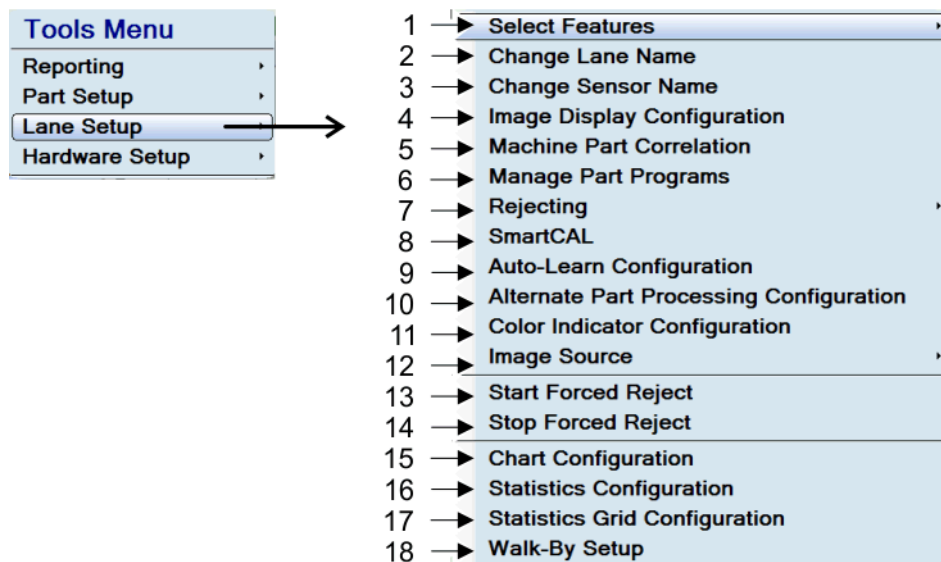 Tools Menu
Reporting
Part Setup
Lane Setup
Hardware Setup
1 Select Features
2 Change Lane Name
3 Change Sensor Name
4 Image Display Configuration
5 Machine Part Correlation
6 Manage Part Programs
7 Rejecting
8 SmartCAL
9 Auto-Learn Configuration
10 Alternate Part Processing Configuration
11 Color Indicator Configuration
12 Image Source
13 Start Forced Reject
14 Stop Forced Reject
15 Chart Configuration
16 Statistics Configuration
17 Statistics Grid Configuration
18 Walk-By Setup